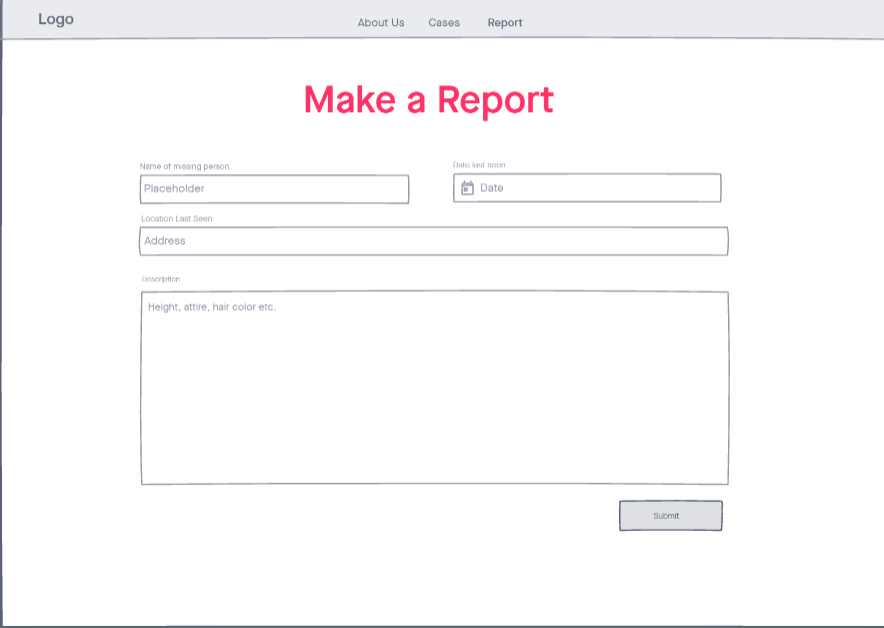 Logo
About Us Cases Report
Make a Report
Name of missing person
Date last seen
Placeholder
Date
Location Last Seen
Address
Description
Height, attire, hair color etc.
Submit